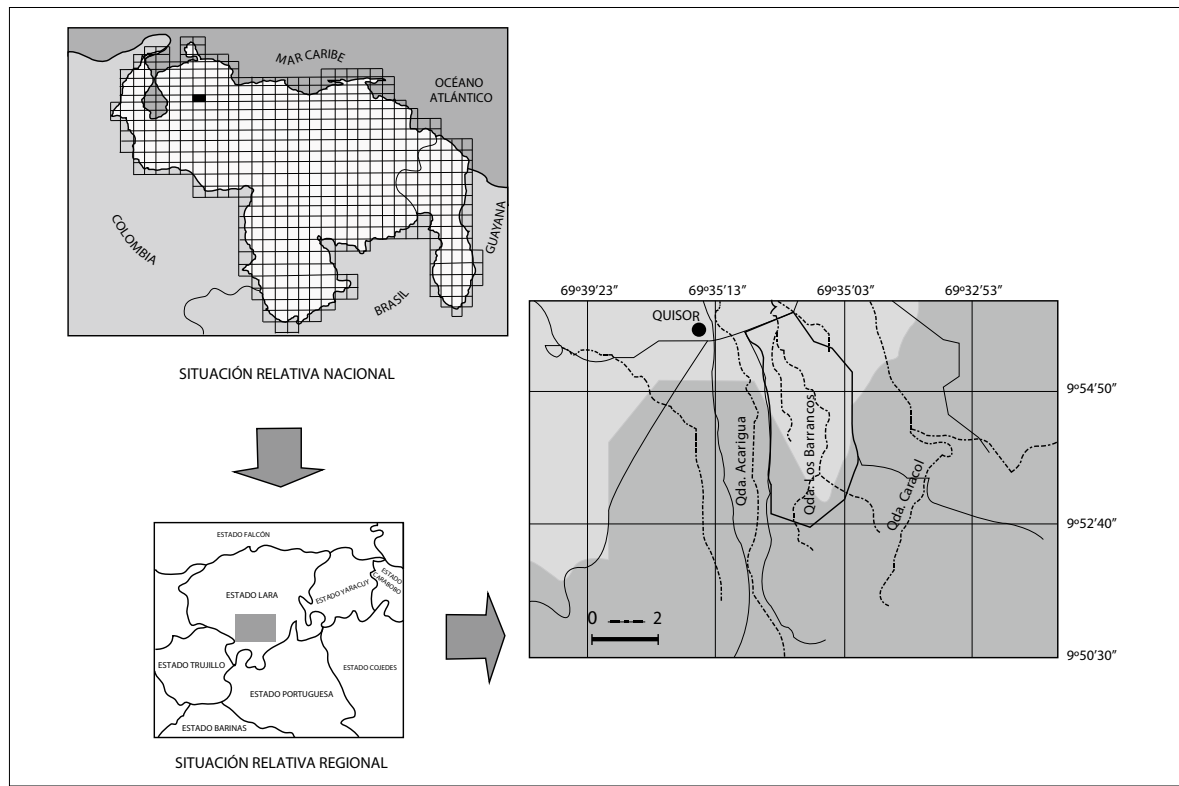 MAR CARIBE
OCÉANO
ATLÁNTICO
COLOMBIA
GUAYANA
BRASIL
SITUACIÓN RELATIVA NACIONAL
ESTADO FALCÓN
ESTADO LARA
ESTADO YARACUY
ESTADO
CARABOBO
ESTADO TRUJILLO
ESTADO COJEDES
ESTADO PORTUGUESA
ESTADO BARINAS
SITUACIÓN RELATIVA REGIONAL
69º39'23" 69º35'13" 69º35'03" 69º32'53"
QUISOR
9º54'50"
Qda. Acarigua
Qda. Los Barrancos
Qda. Caracol
9º52'40"
0 2
9º50'30"